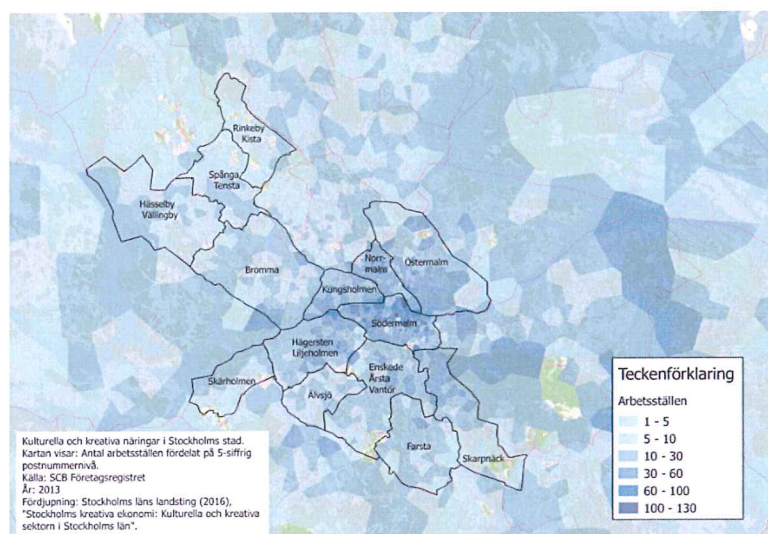 Rinkeby
Kista
Spånga
Tensta
Hässelby
Vällingby
Bromma
Norr-
malm
Östermalm
Kungsholmen
Södermalm
Hägersten
Liljeholmen
Enskede
Årsta
Vantör
Skärholmen
Älvsjö
Farsta
Skarpnäck
Teckenförklaring
Arbetsställen
1 - 5
5 - 10
10 - 30
30 - 60
60 - 100
100 - 130
Kulturella och kreativa näringar i Stockholms stad.
Kartan visar: Antal arbetsställen fördelat på 5-siffrig
postnummernivå.
Källa: SCB Företagsregistret
År: 2013
Fördjupning: Stockholms läns landsting (2016),
"Stockholms kreativa ekonomi: Kulturella och kreativa
sektorn i Stockholms län".